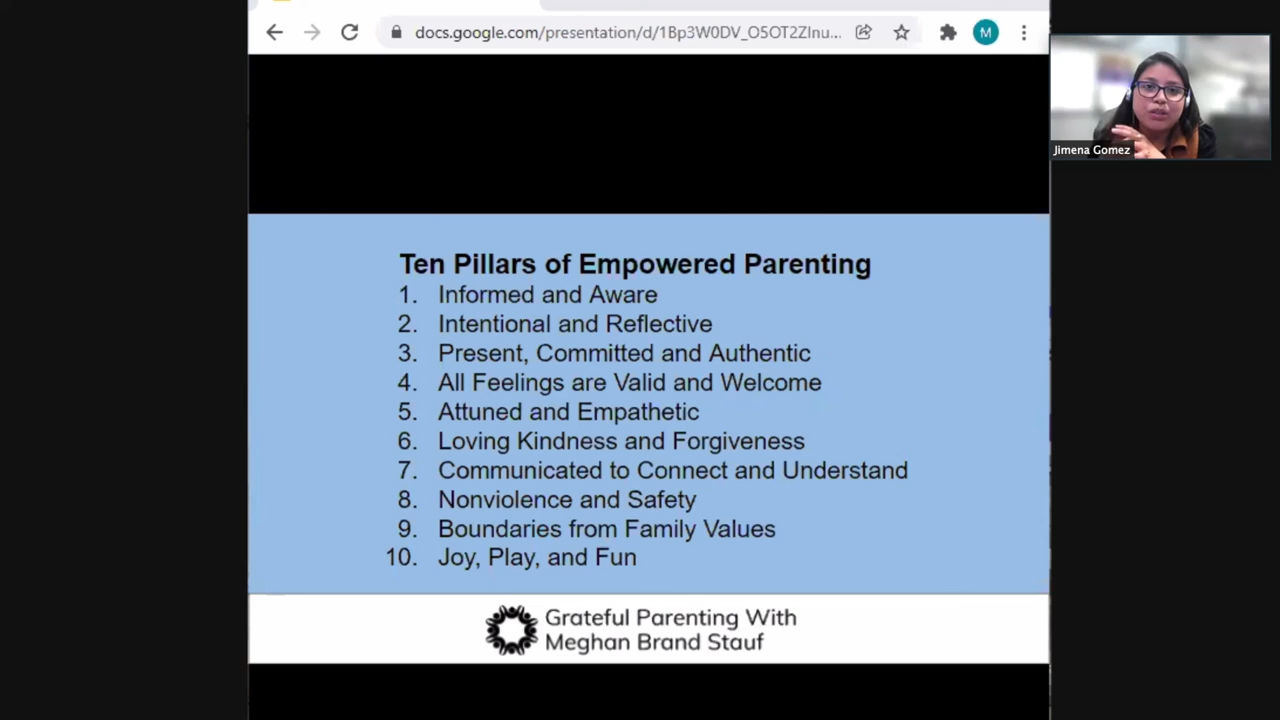 docs.google.com/presentation/d/1Bp3W0DV_O5OT2ZInu...
M
Jimena Gomez
Ten Pillars of Empowered Parenting
1. Informed and Aware
2. Intentional and Reflective
3. Present, Committed and Authentic
4. All Feelings are Valid and Welcome
5. Attuned and Empathetic
6. Loving Kindness and Forgiveness
7. Communicated to Connect and Understand
8. Nonviolence and Safety
9. Boundaries from Family Values
10. Joy, Play, and Fun
Grateful Parenting With
Meghan Brand Stauf